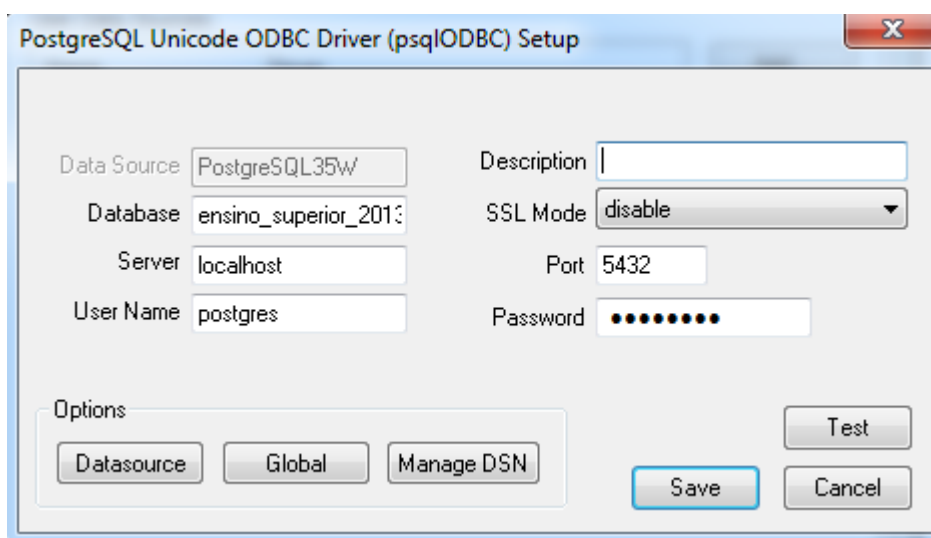 PostgreSQL Unicode ODBC Driver (psqlODBC) Setup
Data Source PostgreSQL35W Description
Database ensino_superior_2013 SSL Mode disable
Server localhost Port 5432
User Name postgres Password ●●●●●●●●
Options
Datasource Global Manage DSN
Test
Save Cancel